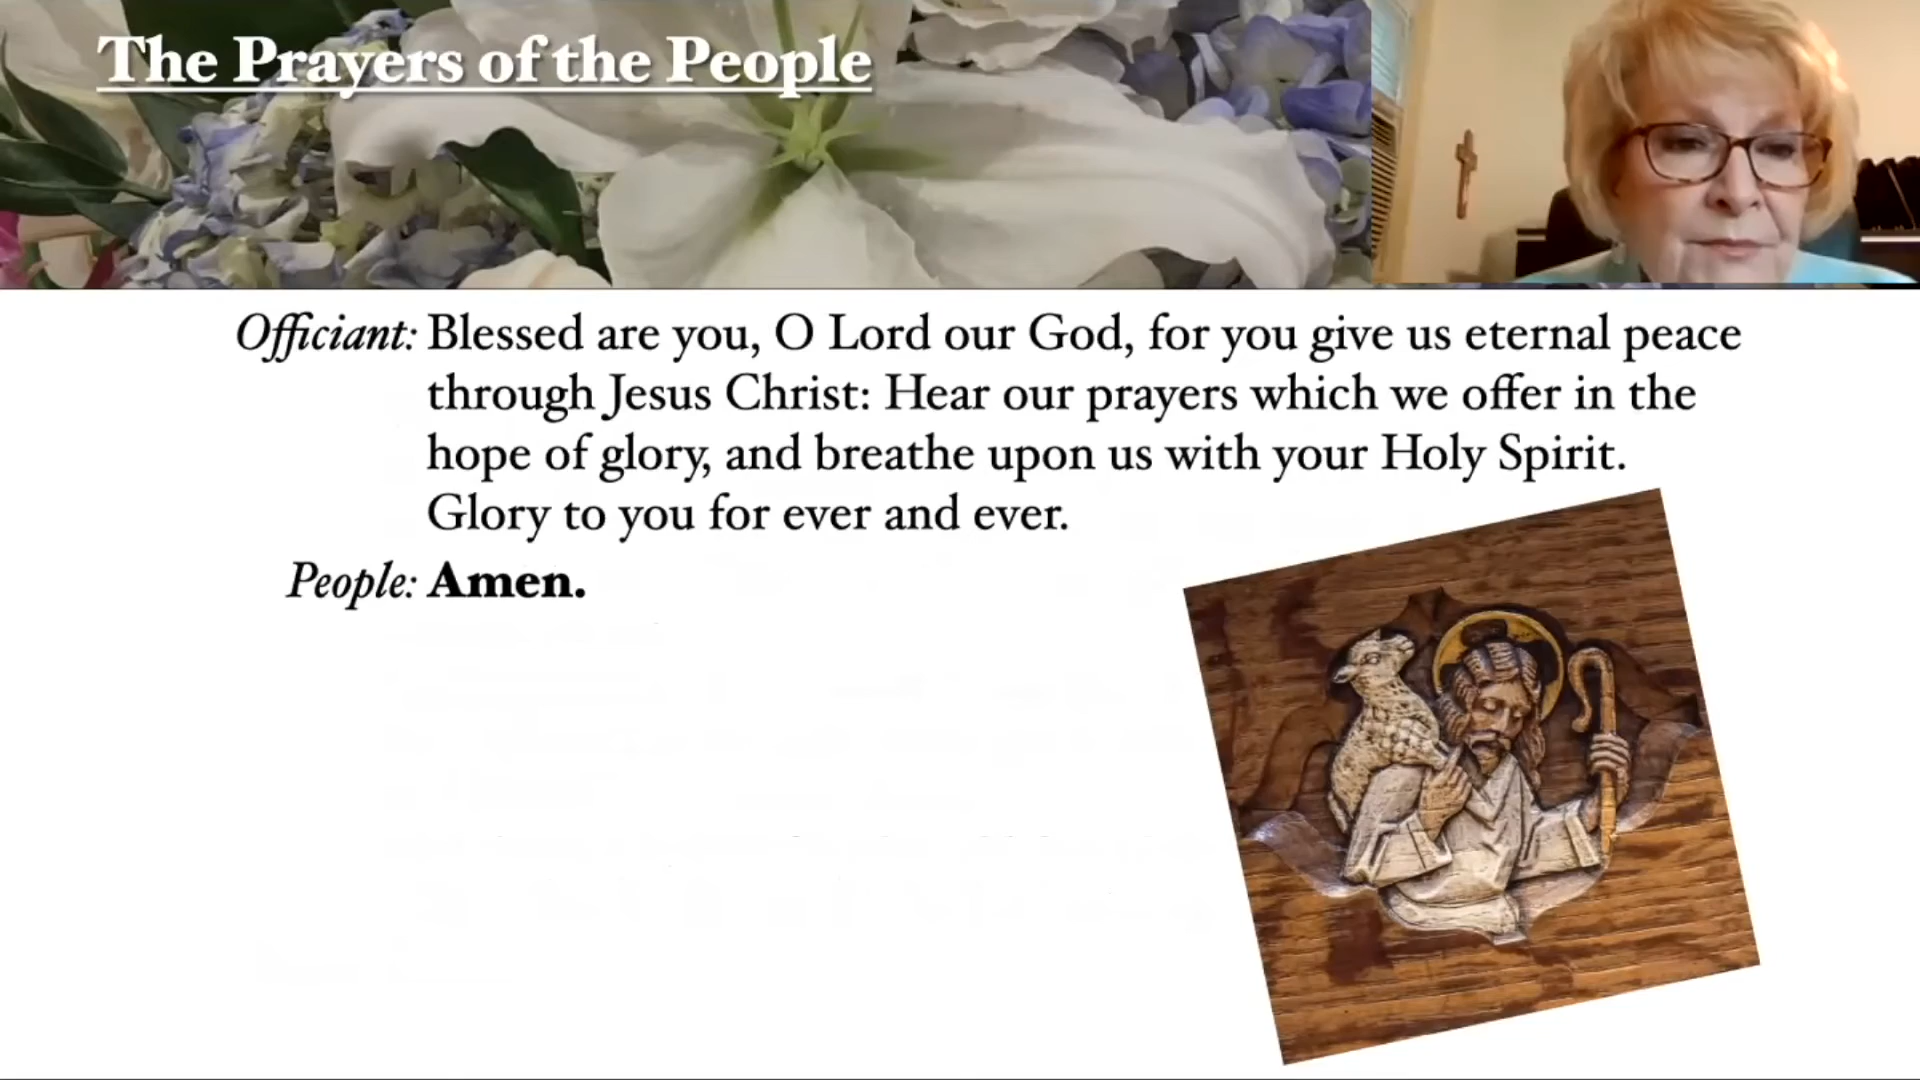 The Prayers of the People
Officiant: Blessed are you, O Lord our God, for you give us eternal peace
through Jesus Christ: Hear our prayers which we offer in the
hope of glory, and breathe upon us with your Holy Spirit.
Glory to you for ever and ever.
People: Amen.